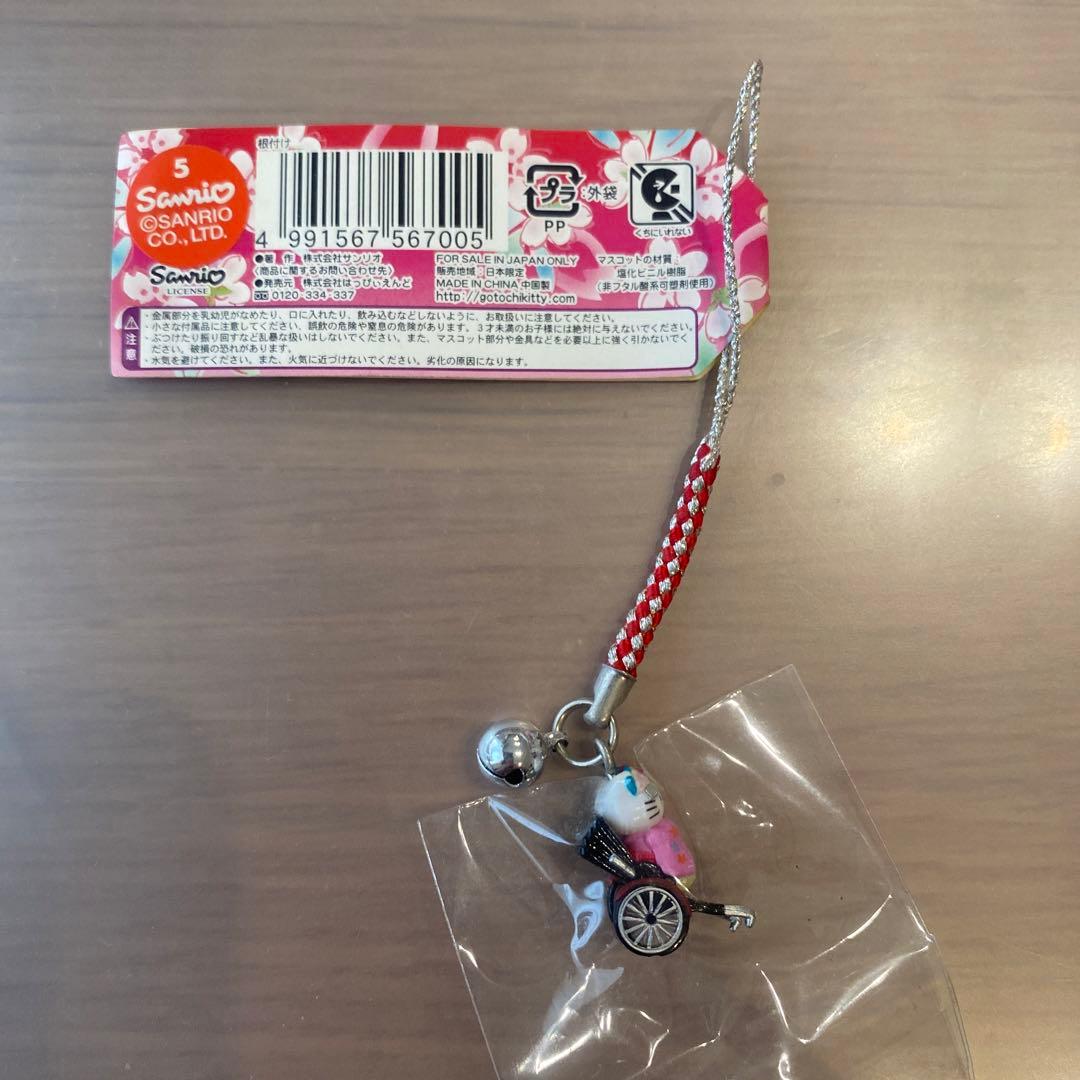 5
Sanrio
©SANRIO
CO., LTD.
Sanrio
LICENSE
根付け
4 991567 567005
プラ :外袋
PP
くちにいれない
●著 作 株式会社サンリオ
(商品に関するお問い合わせ先)
●発売元 株式会社はっぴぃえんど
0120-334-337
FOR SALE IN JAPAN ONLY
販売地域:日本限定
MADE IN CHINA 中国製
http://gotochikitty.com
マスコットの材質:
塩化ビニル樹脂
(非フタル酸系可塑剤使用)
注意
・金属部分を乳幼児がなめたり、口に入れたり、飲み込むなどしないように、お取扱いに注意してください。
・小さな付属品に注意してください、誤飲の危険や窒息の危険があります。3才未満のお子様には絶対に与えないでください。
・ぶつけたり振り回すなど乱暴な扱いはしないでください。また、マスコット部分や金具などを必要以上に強く引かないでく
ださい。破損の恐れがあります。
・水気を避けてください。また、火気に近づけないでください。劣化の原因になります。